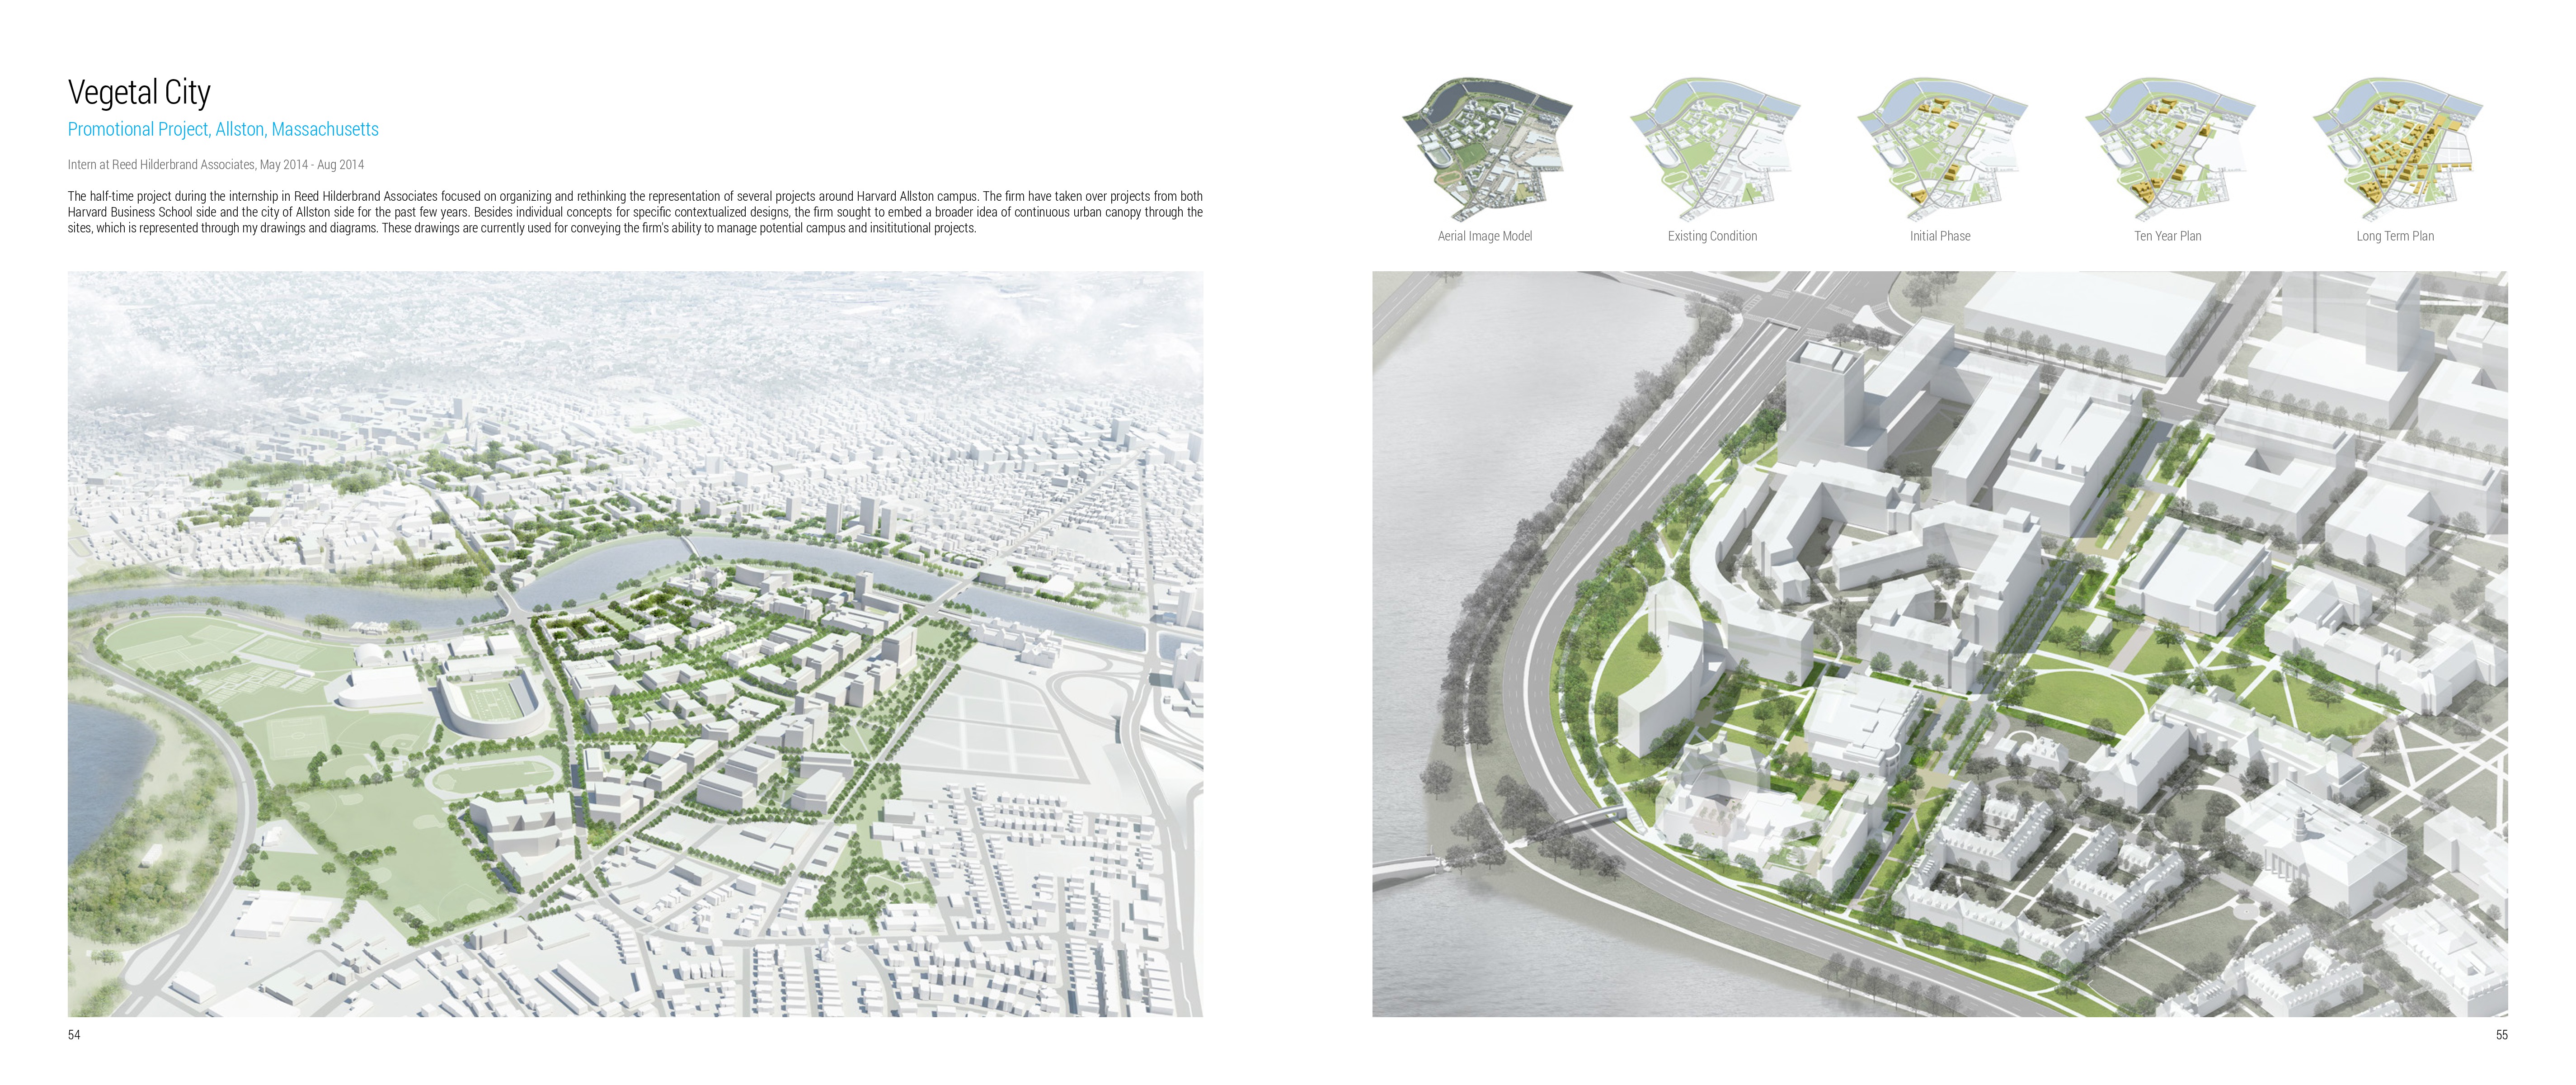 Vegetal City
Promotional Project, Allston, Massachusetts
Intern at Reed Hilderbrand Associates, May 2014 - Aug 2014
The half-time project during the internship in Reed Hilderbrand Associates focused on organizing and rethinking the representation of several projects around Harvard Allston campus. The firm have taken over projects from both
Harvard Business School side and the city of Allston side for the past few years. Besides individual concepts for specific contextualized designs, the firm sought to embed a broader idea of continuous urban canopy through the
sites, which is represented through my drawings and diagrams. These drawings are currently used for conveying the firm's ability to manage potential campus and insititutional projects.
Aerial Image Model
Existing Condition
Initial Phase
Ten Year Plan
Long Term Plan
54
55